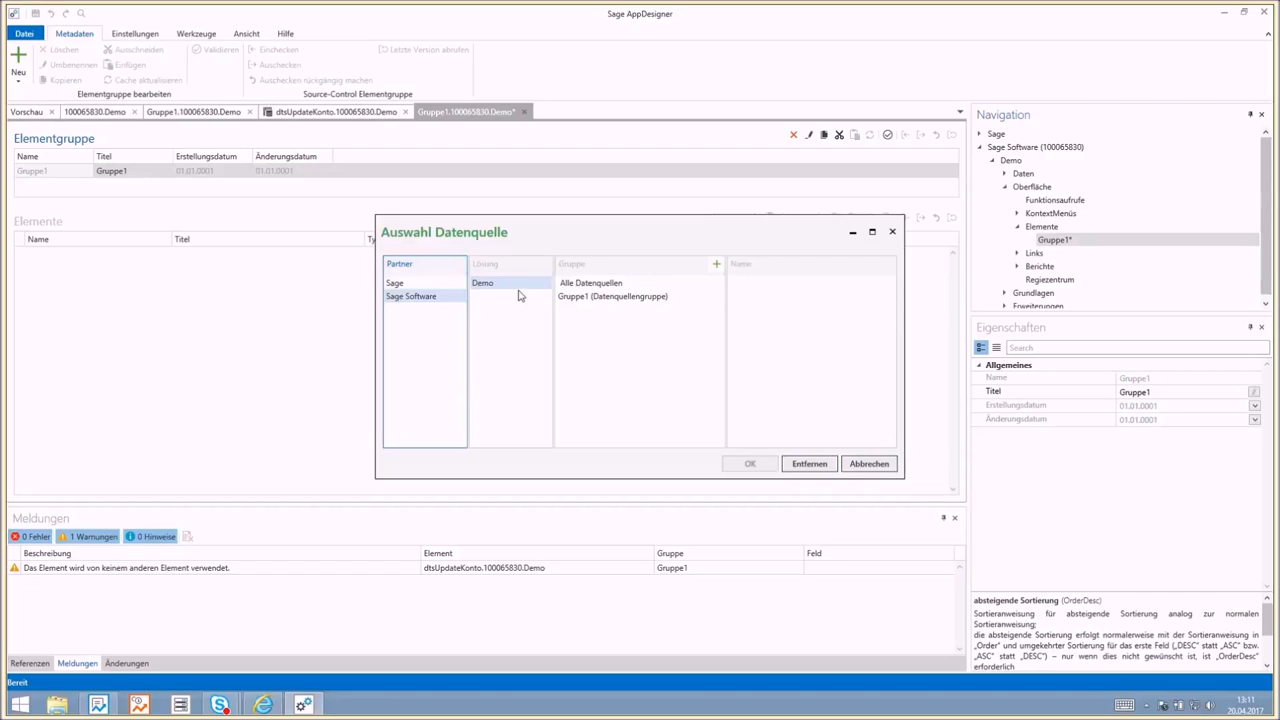 Sage AppDesigner
Datei Metadaten Einstellungen Werkzeuge Ansicht Hilfe
Neu
Löschen Ausschneiden Validieren Einchecken Letzte Version abrufen
Umbenennen Einfügen Auschecken
Kopieren Cache aktualisieren Auschecken rückgängig machen
Elementgruppe bearbeiten Source-Control Elementgruppe
Vorschau 100065830.Demo Gruppe1.100065830.Demo dtsUpdateKonto.100065830.Demo Gruppe1.100065830.Demo*
Elementgruppe
Name Titel Erstellungsdatum Änderungsdatum
Gruppe1 Gruppe1 01.01.0001 01.01.0001
Elemente
Name Titel Ty
Auswahl Datenquelle
Partner Lösung Gruppe Name
Sage Demo Alle Datenquellen
Sage Software Gruppe1 (Datenquellengruppe)
OK Entfernen Abbrechen
Navigation
Sage
Sage Software (100065830)
Demo
Daten
Oberfläche
Funktionsaufrufe
KontextMenüs
Elemente
Gruppe1*
Links
Berichte
Regiezentrum
Grundlagen
Erweiterungen
Eigenschaften
Search
Allgemeines
Name Gruppe1
Titel Gruppe1
Erstellungsdatum 01.01.0001
Änderungsdatum 01.01.0001
absteigende Sortierung (OrderDesc)
Sortieranweisung für absteigende Sortierung analog zur normalen
Sortieranweisung;
die absteigende Sortierung erfolgt normalerweise mit der Sortieranweisung in
„Order" und umgekehrter Sortierung für das erste Feld („DESC" statt „ASC" bzw.
„ASC" statt „DESC") – nur wenn dies nicht gewünscht ist, ist „OrderDesc"
erforderlich
Meldungen
0 Fehler 1 Warnungen 0 Hinweise
Beschreibung Element Gruppe Feld
Das Element wird von keinem anderen Element verwendet. dtsUpdateKonto.100065830.Demo Gruppe1
Referenzen Meldungen Änderungen
Bereit
13:11
20.04.2017